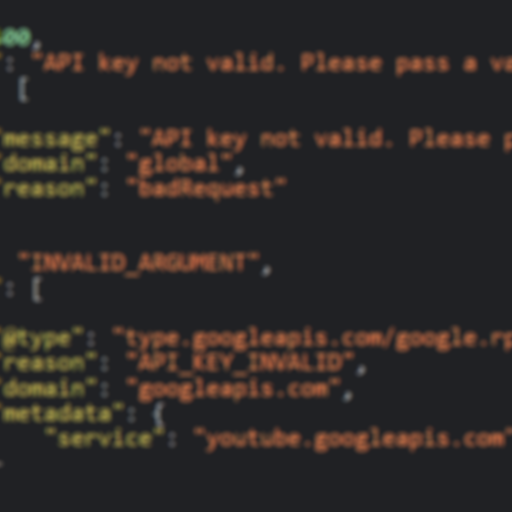 400,
": "API key not valid. Please pass a va
[
"message": "API key not valid. Please p
"domain": "global",
"reason": "badRequest"
"INVALID_ARGUMENT",
": [
"@type": "type.googleapis.com/google.rp
"reason": "API_KEY_INVALID",
"domain": "googleapis.com",
"metadata": {
"service": "youtube.googleapis.com"